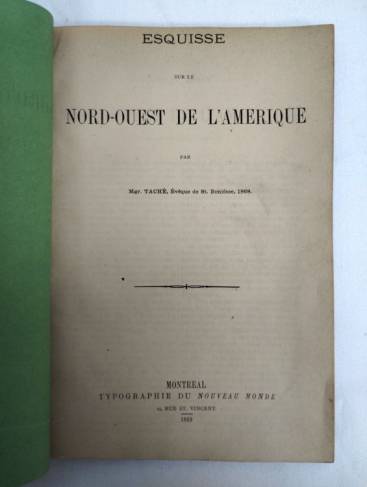 ESQUISSE
SUR LE
NORD-OUEST DE L'AMERIQUE
PAR
Mgr. TACHÉ, Évêque de St. Boniface, 1868.
MONTREAL
TYPOGRAPHIE DU NOUVEAU MONDE
RUE ST. VINCENT
1869